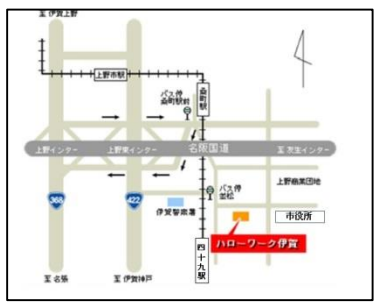 至 伊賀上野
上野市駅
桑町駅
バス停
桑町駅前
上野インター
上野東インター
名阪国道
至 友生インター
上野商業団地
バス停
並松
368
422
伊賀警察署
市役所
ハローワーク伊賀
四十九駅
至 名張
至 伊賀神戸